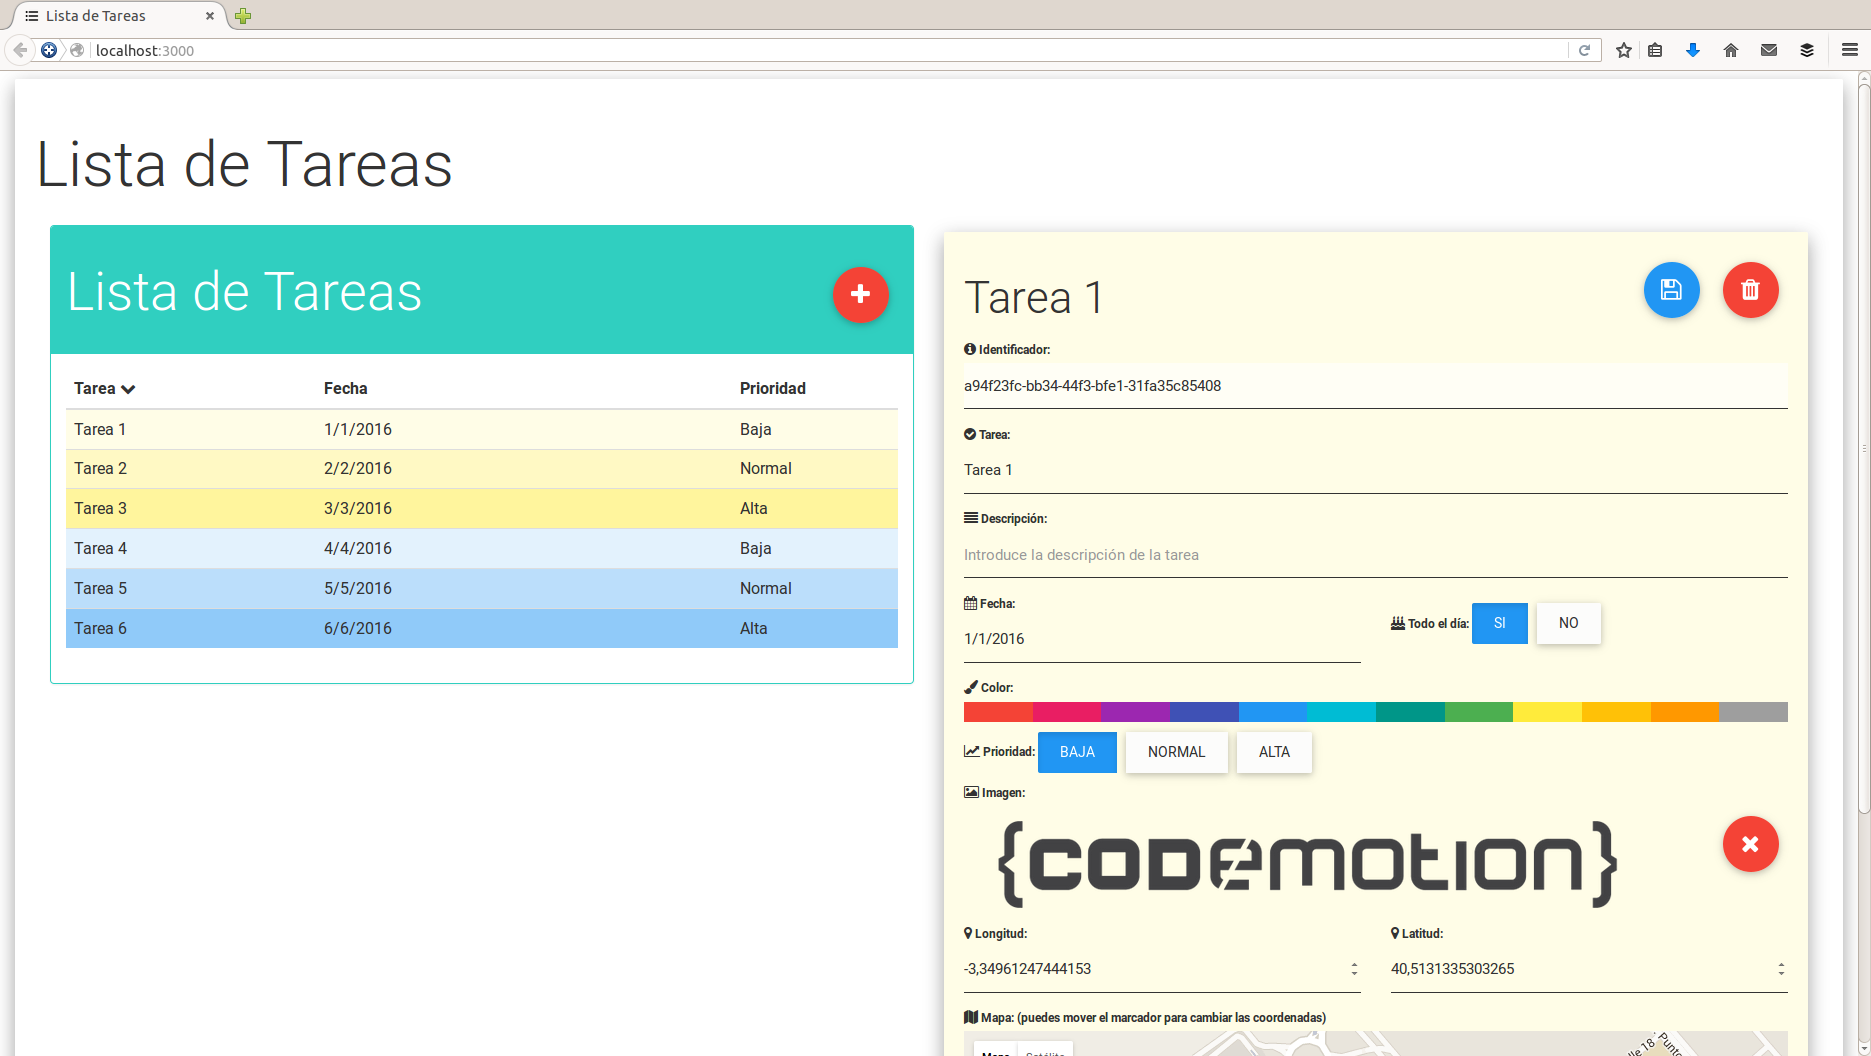 Lista de Tareas
localhost:3000
Lista de Tareas
Lista de Tareas
Tarea Fecha Prioridad
Tarea 1 1/1/2016 Baja
Tarea 2 2/2/2016 Normal
Tarea 3 3/3/2016 Alta
Tarea 4 4/4/2016 Baja
Tarea 5 5/5/2016 Normal
Tarea 6 6/6/2016 Alta
Tarea 1
Identificador:
a94f23fc-bb34-44f3-bfe1-31fa35c85408
Tarea:
Tarea 1
Descripción:
Introduce la descripción de la tarea
Fecha:
1/1/2016
Todo el día: SI NO
Color:
Prioridad: BAJA NORMAL ALTA
Imagen:
{CODEMOTION}
Longitud: Latitud:
-3,34961247444153 40,5131335303265
Mapa: (puedes mover el marcador para cambiar las coordenadas)
Mapa Satélite